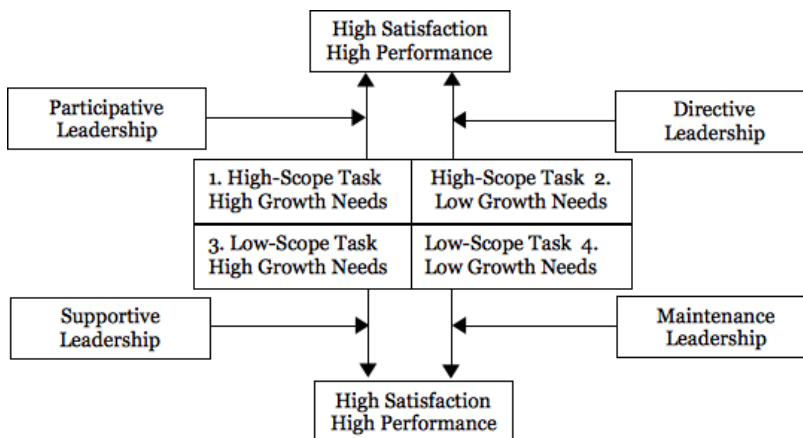 High Satisfaction
High Performance
Participative
Leadership
Directive
Leadership
1. High-Scope Task
High Growth Needs
High-Scope Task 2.
Low Growth Needs
3. Low-Scope Task
High Growth Needs
Low-Scope Task 4.
Low Growth Needs
Supportive
Leadership
Maintenance
Leadership
High Satisfaction
High Performance